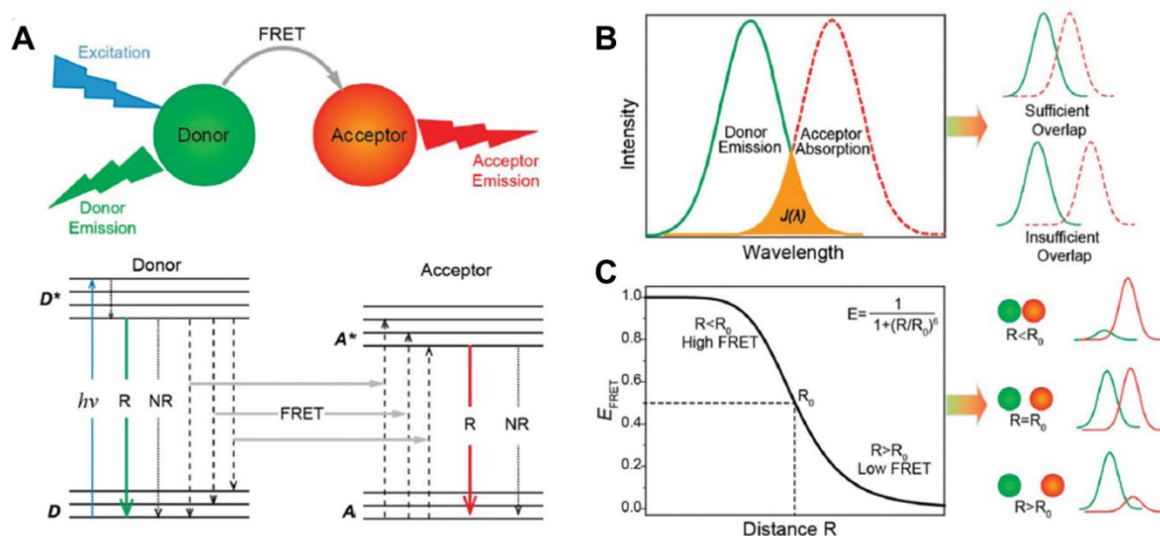 A
FRET
Excitation
Donor
Acceptor
Acceptor
Emission
Donor
Emission
Donor
Acceptor
D*
A*
hν
R
NR
FRET
R
NR
D
A
B
Intensity
Donor
Emission
Acceptor
Absorption
J(λ)
Wavelength
Sufficient
Overlap
Insufficient
Overlap
C
E_FRET
1.0
0.8
0.6
0.4
0.2
0.0
R<R₀
High FRET
E= 1 / 1+(R/R₀)⁶
R₀
R>R₀
Low FRET
Distance R
R<R₀
R=R₀
R>R₀